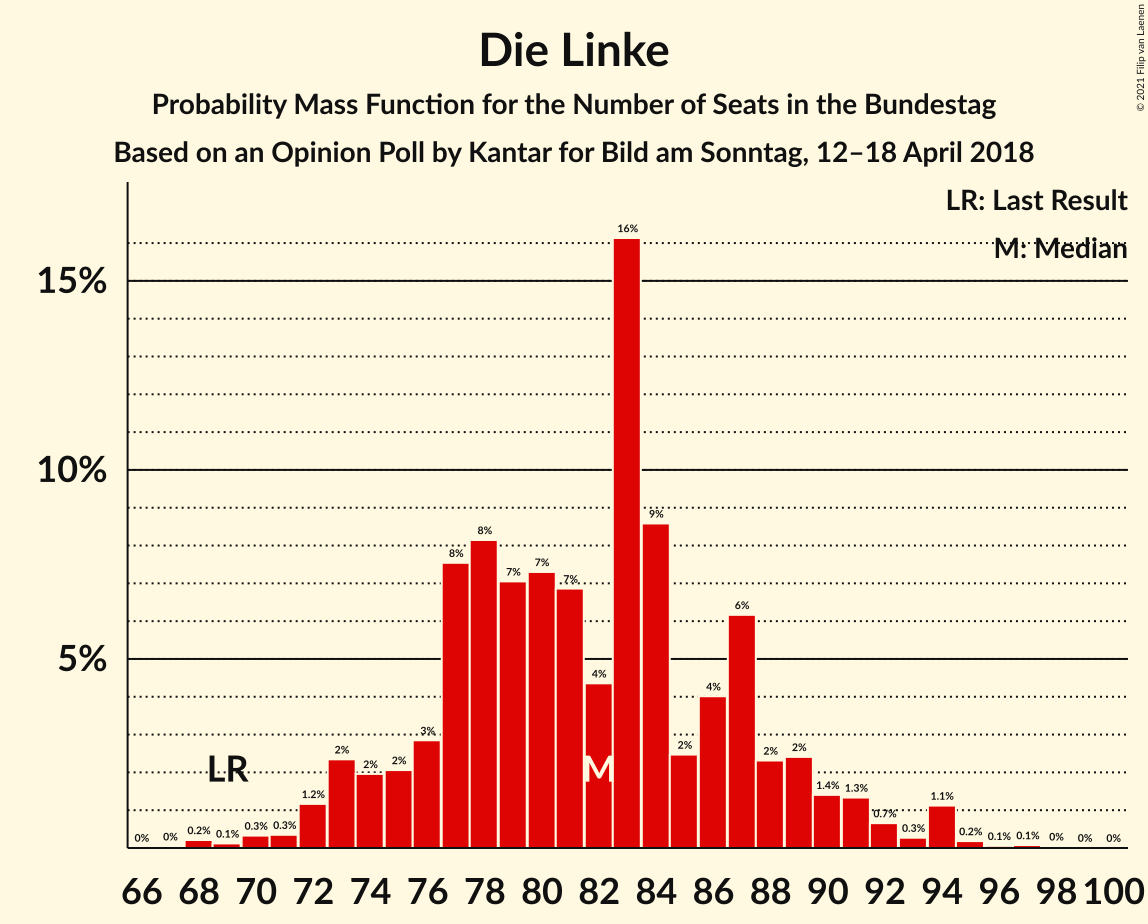 Die Linke
Probability Mass Function for the Number of Seats in the Bundestag
Based on an Opinion Poll by Kantar for Bild am Sonntag, 12–18 April 2018
© 2021 Filip van Laenen
LR: Last Result
M: Median
15%
10%
5%
0% 0% 0.2% 0.1% 0.3% 0.3% 1.2% 2% 2% 2% 3% 8% 8% 7% 7% 7% 4% 16% 9% 2% 4% 6% 2% 2% 1.4% 1.3% 0.7% 0.3% 1.1% 0.2% 0.1% 0.1% 0% 0% 0%
LR M
66 68 70 72 74 76 78 80 82 84 86 88 90 92 94 96 98 100